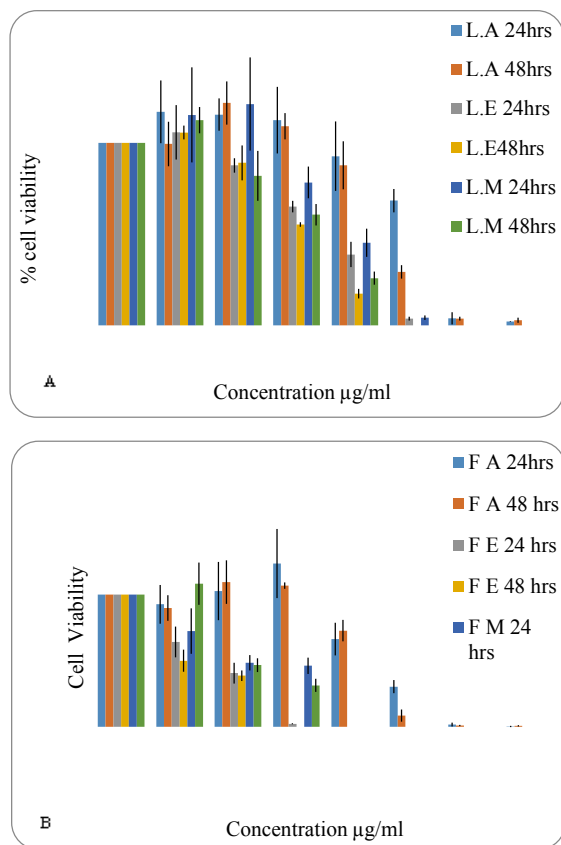 L.A 24hrs
L.A 48hrs
L.E 24hrs
L.E48hrs
L.M 24hrs
L.M 48hrs
% cell viability
A
Concentration µg/ml
F A 24hrs
F A 48 hrs
F E 24 hrs
F E 48 hrs
F M 24
hrs
Cell Viability
B
Concentration µg/ml